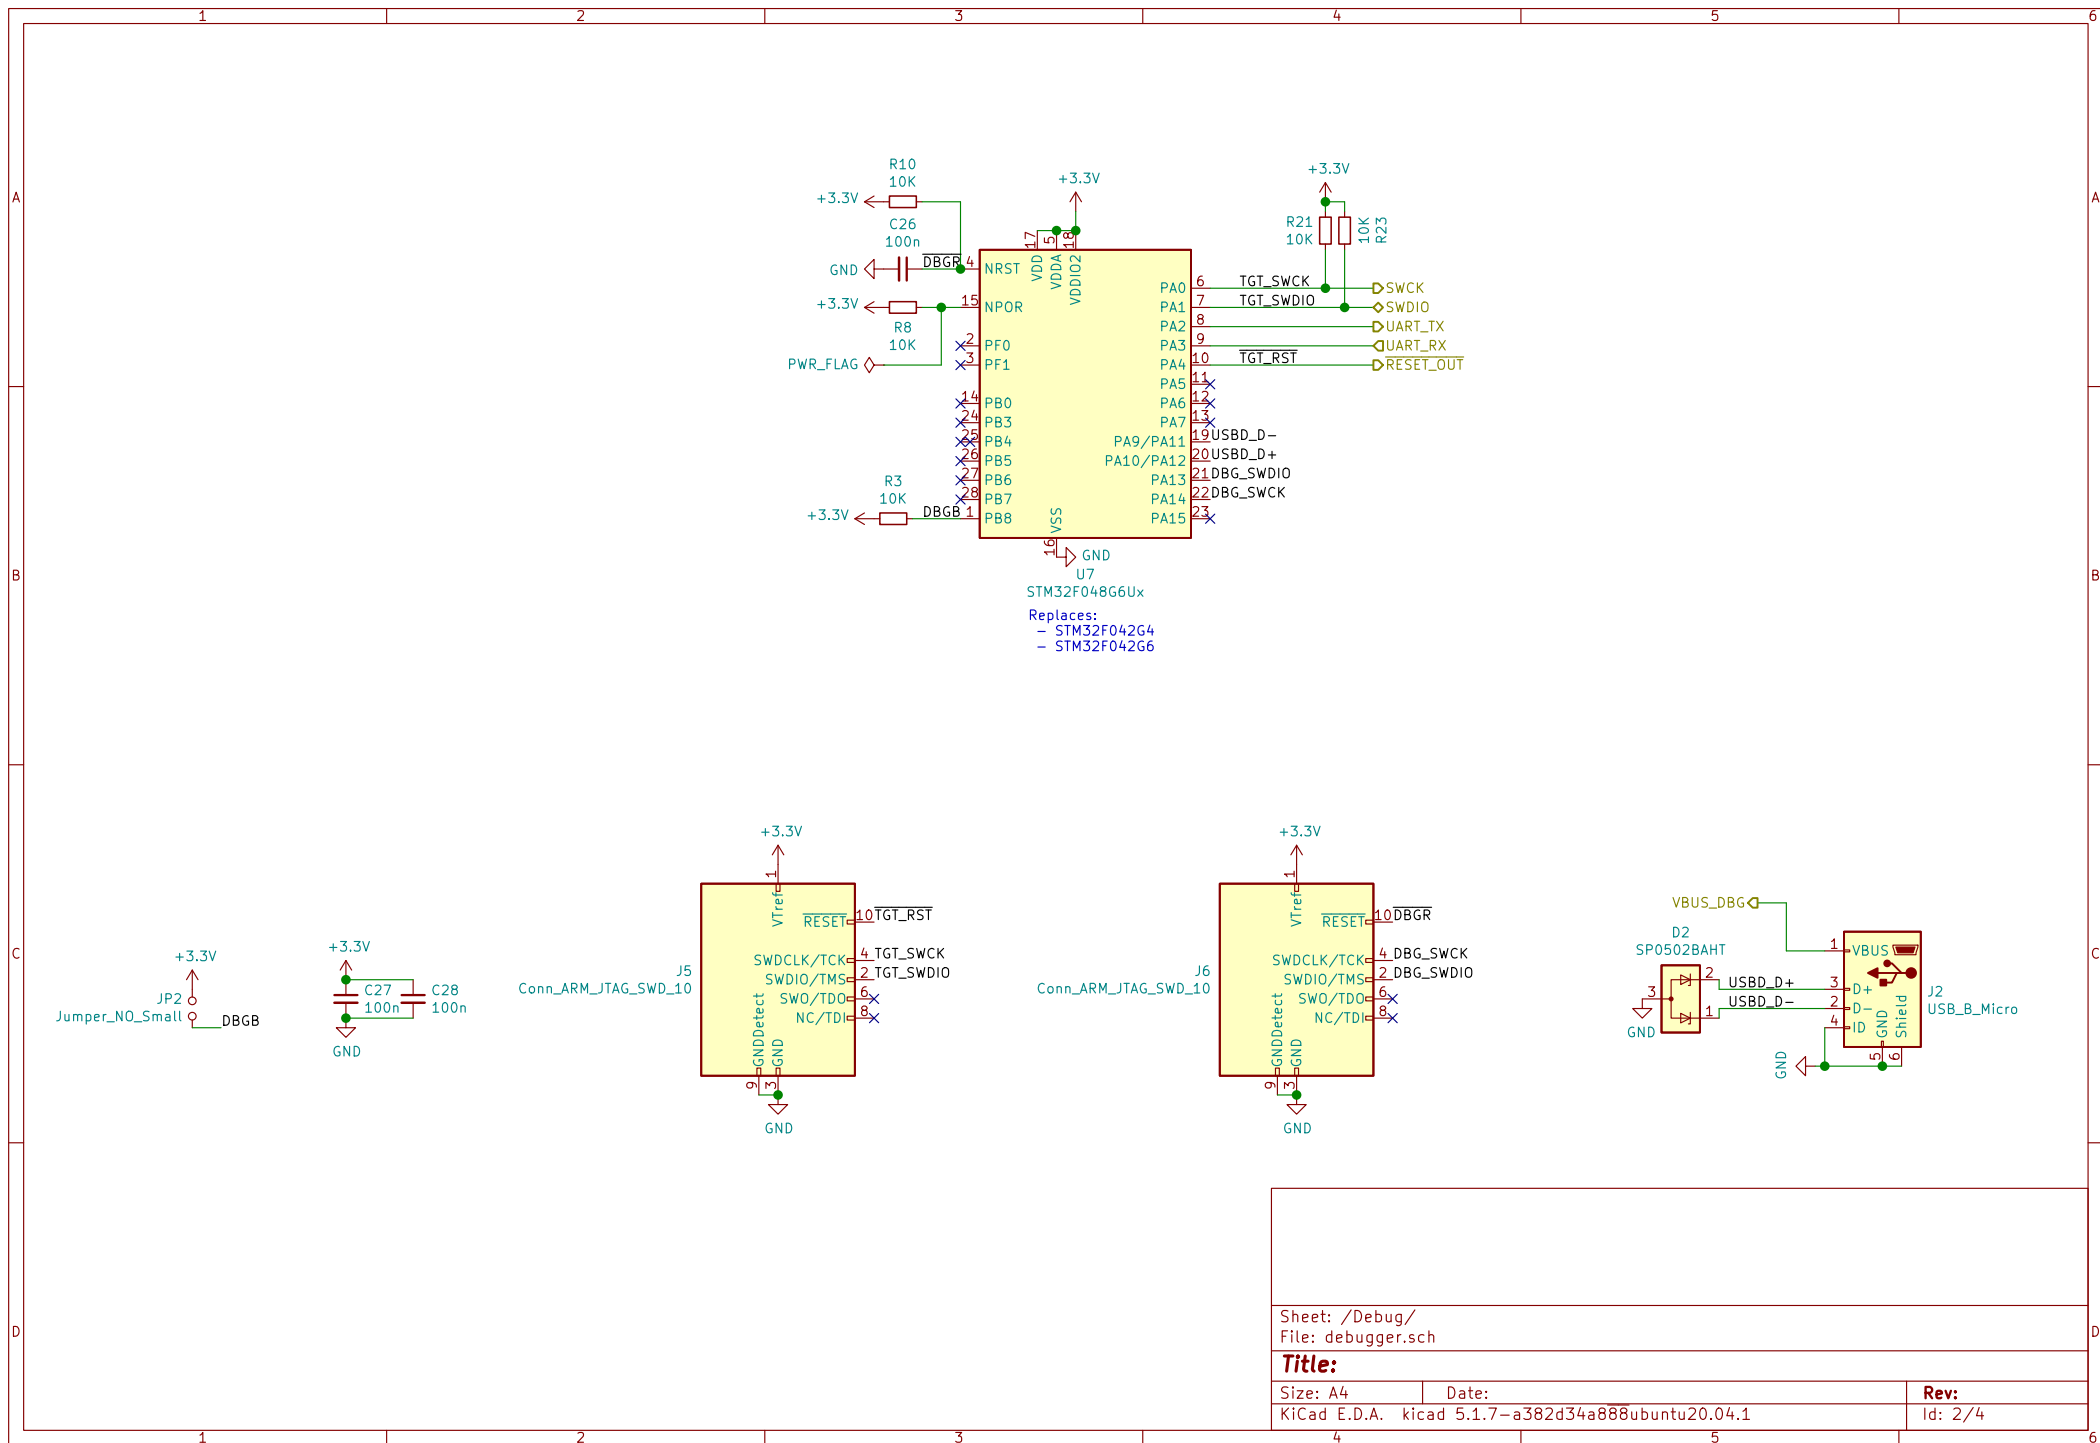 1 2 3 4 5 6
A
B
C
D
R10
10K
+3.3V
C26
100n
GND
DBGR
+3.3V
R8
10K
PWR_FLAG
R3
10K
+3.3V
DBGB
+3.3V
17 5 18
VDD VDDA VDDIO2
4 NRST
15 NPOR
2 PF0
3 PF1
14 PB0
24 PB3
25 PB4
26 PB5
27 PB6
28 PB7
1 PB8
PA0 6
PA1 7
PA2 8
PA3 9
PA4 10
PA5 11
PA6 12
PA7 13
PA9/PA11 19 USBD_D-
PA10/PA12 20 USBD_D+
PA13 21 DBG_SWDIO
PA14 22 DBG_SWCK
PA15 23
VSS
16
GND
U7
STM32F048G6Ux
Replaces:
- STM32F042G4
- STM32F042G6
+3.3V
R21
10K
10K
R23
TGT_SWCK
SWCK
TGT_SWDIO
SWDIO
UART_TX
UART_RX
TGT_RST
RESET_OUT
+3.3V
JP2
Jumper_NO_Small
DBGB
+3.3V
C27
100n
C28
100n
GND
+3.3V
1
VTref
RESET 10 TGT_RST
SWDCLK/TCK 4 TGT_SWCK
SWDIO/TMS 2 TGT_SWDIO
SWO/TDO 6
NC/TDI 8
GNDDetect GND
9 3
GND
J5
Conn_ARM_JTAG_SWD_10
+3.3V
1
VTref
RESET 10 DBGR
SWDCLK/TCK 4 DBG_SWCK
SWDIO/TMS 2 DBG_SWDIO
SWO/TDO 6
NC/TDI 8
GNDDetect GND
9 3
GND
J6
Conn_ARM_JTAG_SWD_10
VBUS_DBG
D2
SP0502BAHT
2
3
1
GND
USBD_D+
USBD_D-
1 VBUS
3 D+
2 D-
4 ID
GND Shield
5 6
GND
J2
USB_B_Micro
Sheet: /Debug/
File: debugger.sch
Title:
Size: A4 Date: Rev:
KiCad E.D.A. kicad 5.1.7-a382d34a888ubuntu20.04.1 Id: 2/4
A
B
C
D
1 2 3 4 5 6